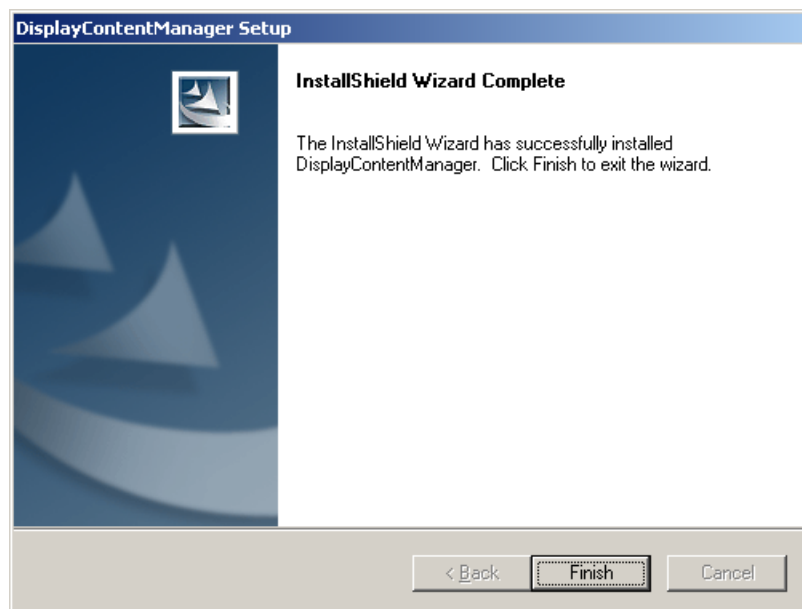 DisplayContentManager Setup
InstallShield Wizard Complete
The InstallShield Wizard has successfully installed
DisplayContentManager.  Click Finish to exit the wizard.
< Back
Finish
Cancel